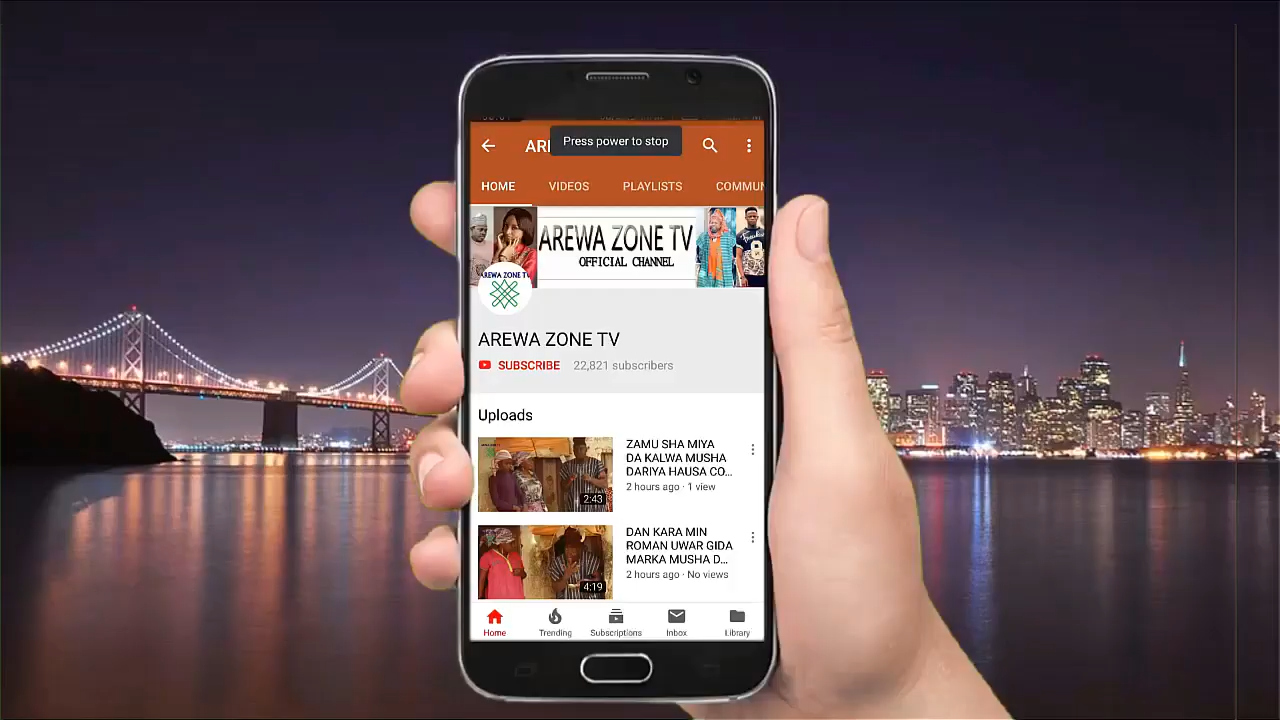 Press power to stop
HOME VIDEOS PLAYLISTS COMMUN
AREWA ZONE TV
OFFICIAL CHANNEL
AREWA ZONE TV
AREWA ZONE TV
SUBSCRIBE 22,821 subscribers
Uploads
ZAMU SHA MIYA
DA KALWA MUSHA
DARIYA HAUSA CO...
2 hours ago · 1 view
2:43
DAN KARA MIN
ROMAN UWAR GIDA
MARKA MUSHA D...
2 hours ago · No views
4:19
Home Trending Subscriptions Inbox Library